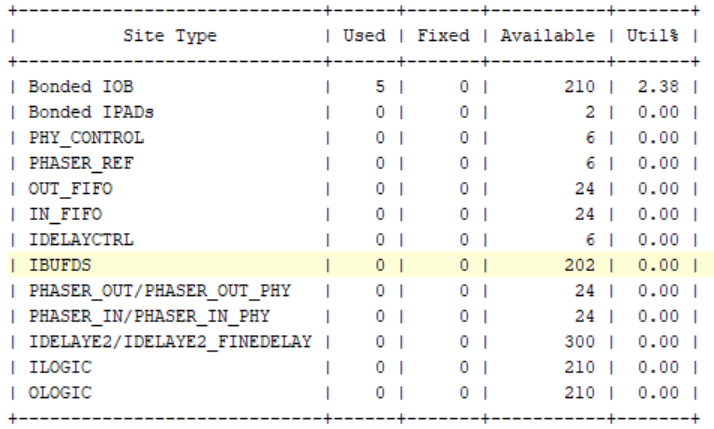 +-----------------------------+------+-------+-----------+-------+
|          Site Type          | Used | Fixed | Available | Util% |
+-----------------------------+------+-------+-----------+-------+
| Bonded IOB                  |    5 |     0 |       210 |  2.38 |
| Bonded IPADs                |    0 |     0 |         2 |  0.00 |
| PHY_CONTROL                 |    0 |     0 |         6 |  0.00 |
| PHASER_REF                  |    0 |     0 |         6 |  0.00 |
| OUT_FIFO                    |    0 |     0 |        24 |  0.00 |
| IN_FIFO                     |    0 |     0 |        24 |  0.00 |
| IDELAYCTRL                  |    0 |     0 |         6 |  0.00 |
| IBUFDS                      |    0 |     0 |       202 |  0.00 |
| PHASER_OUT/PHASER_OUT_PHY   |    0 |     0 |        24 |  0.00 |
| PHASER_IN/PHASER_IN_PHY     |    0 |     0 |        24 |  0.00 |
| IDELAYE2/IDELAYE2_FINEDELAY |    0 |     0 |       300 |  0.00 |
| ILOGIC                      |    0 |     0 |       210 |  0.00 |
| OLOGIC                      |    0 |     0 |       210 |  0.00 |
+-----------------------------+------+-------+-----------+-------+